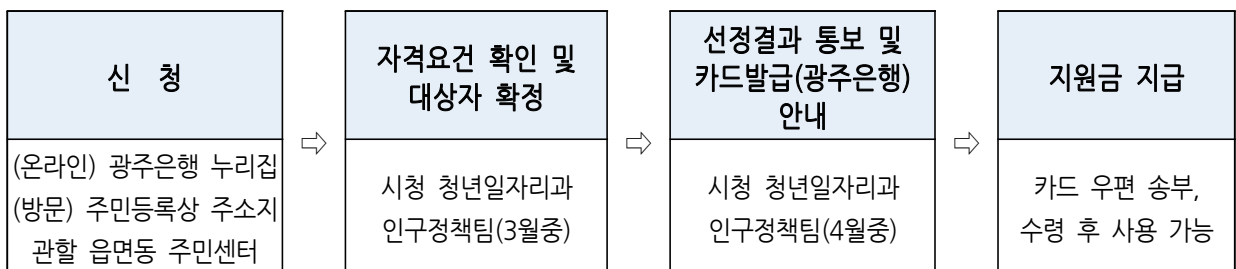 신 청
(온라인) 광주은행 누리집
(방문) 주민등록상 주소지
관할 읍면동 주민센터
⇨
자격요건 확인 및
대상자 확정
시청 청년일자리과
인구정책팀(3월중)
⇨
선정결과 통보 및
카드발급(광주은행)
안내
시청 청년일자리과
인구정책팀(4월중)
⇨
지원금 지급
카드 우편 송부,
수령 후 사용 가능